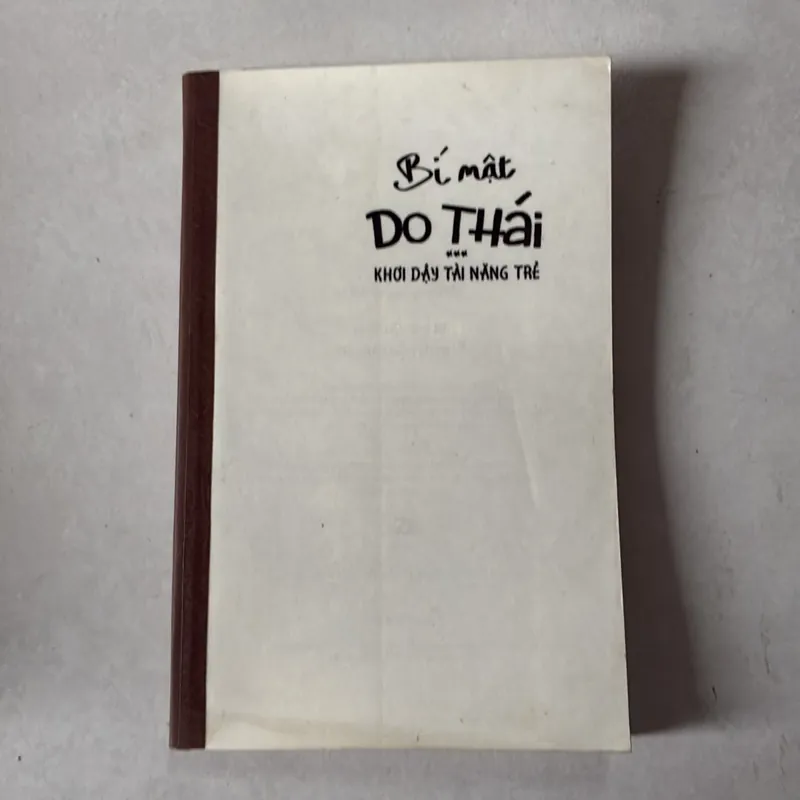 Bí mật
DO THÁI
***
KHƠI DẬY TÀI NĂNG TRẺ